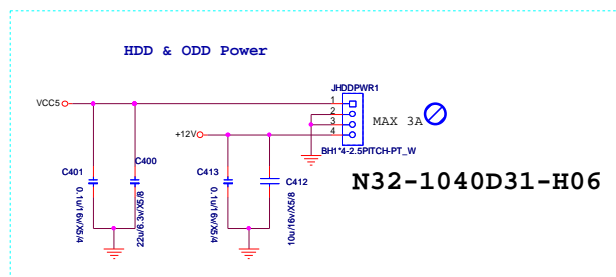 HDD & ODD Power
JHDDPWR1
VCC5
1
2
3
4
MAX 3A
+12V
BH1*4-2.5PITCH-PT_W
C401
C400
C413
C412
N32-1040D31-H06
0.1u/16v/X5/4
22u/6.3v/X5/8
0.1u/16v/X5/4
10u/16v/X5/8